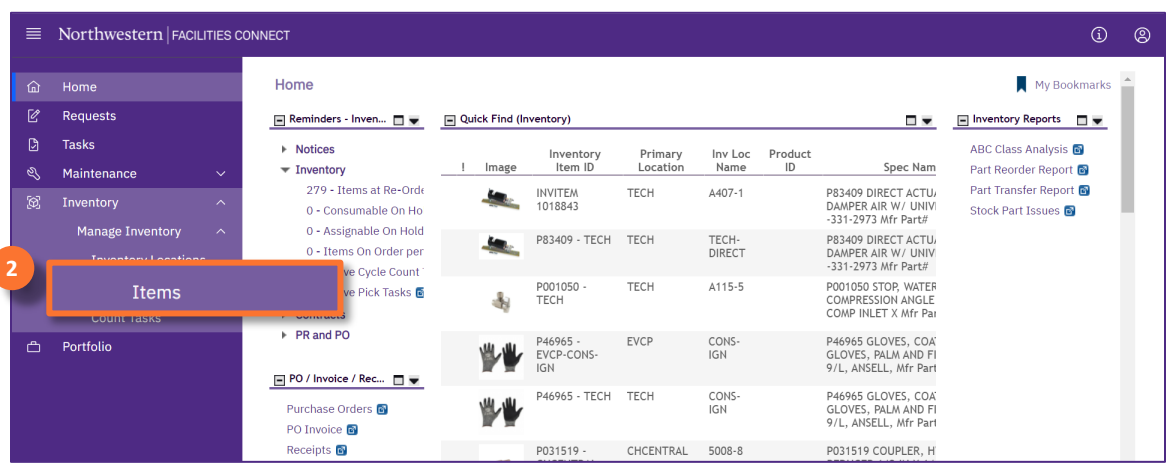 Northwestern | FACILITIES CONNECT
Home
Requests
Tasks
Maintenance
Inventory
Manage Inventory
Inventory Locations
2
Items
Count Tasks
Portfolio
Home
My Bookmarks
Reminders - Inven...
Notices
Inventory
279 - Items at Re-Orde
0 - Consumable On Ho
0 - Assignable On Hold
0 - Items On Order per
ve Cycle Count
ve Pick Tasks
Contracts
PR and PO
PO / Invoice / Rec...
Purchase Orders
PO Invoice
Receipts
Quick Find (Inventory)
! Image Inventory Item ID Primary Location Inv Loc Name Product ID Spec Nam
INVITEM TECH A407-1 P83409 DIRECT ACTU
1018843 DAMPER AIR W/ UNIVI
-331-2973 Mfr Part#
P83409 - TECH TECH TECH- P83409 DIRECT ACTU
DIRECT DAMPER AIR W/ UNIVI
-331-2973 Mfr Part#
P001050 - TECH A115-5 P001050 STOP, WATER
TECH COMPRESSION ANGLE
COMP INLET X Mfr Par
P46965 - EVCP CONS- P46965 GLOVES, COA
EVCP-CONS- IGN GLOVES, PALM AND FI
IGN 9/L, ANSELL, Mfr Part
P46965 - TECH TECH CONS- P46965 GLOVES, COA
IGN GLOVES, PALM AND FI
9/L, ANSELL, Mfr Part
P031519 - CHCENTRAL 5008-8 P031519 COUPLER, H
Inventory Reports
ABC Class Analysis
Part Reorder Report
Part Transfer Report
Stock Part Issues